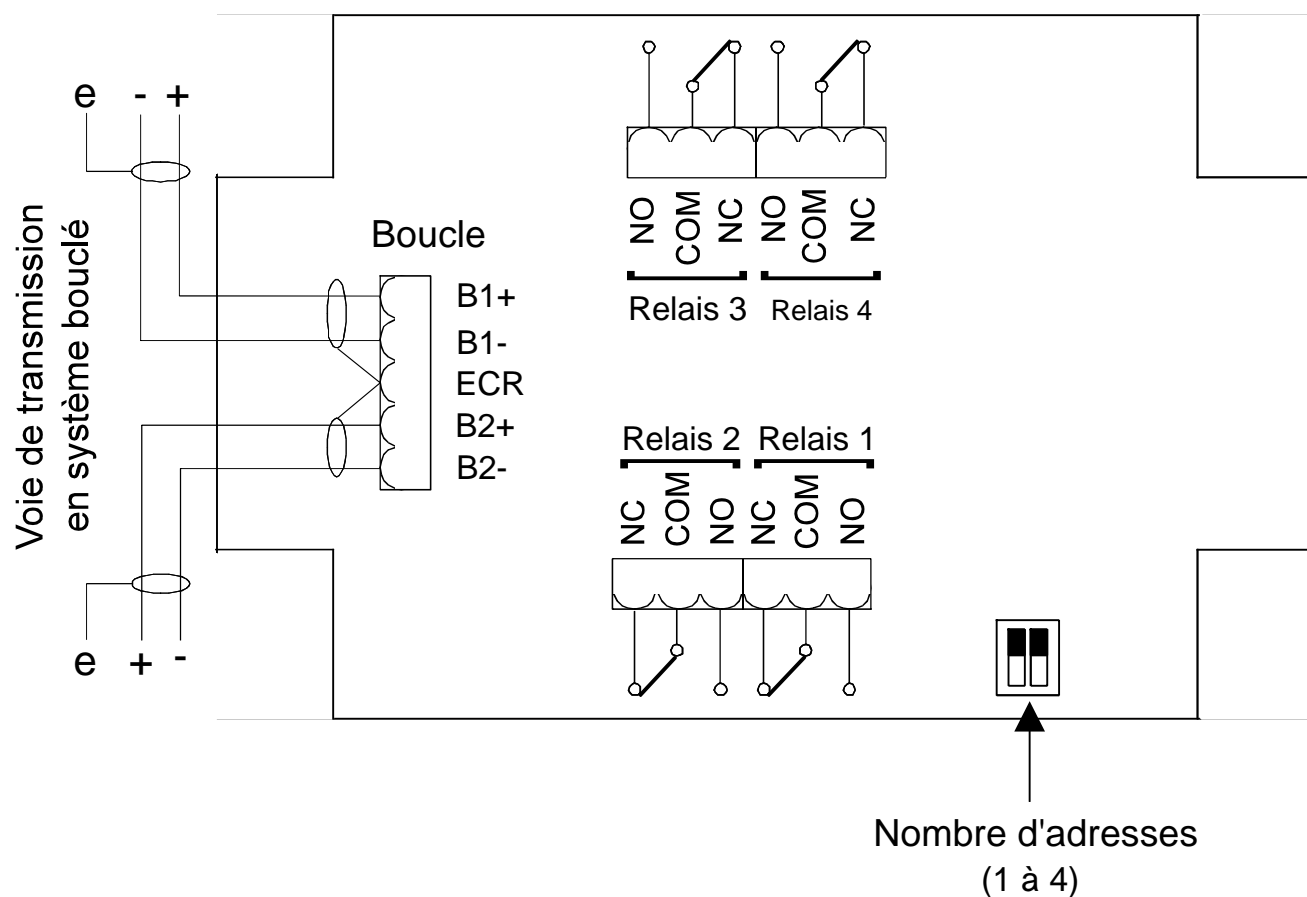 e - +
Voie de transmission
en système bouclé
Boucle
B1+
B1-
ECR
B2+
B2-
e + -
NO COM NC NO COM NC
Relais 3 Relais 4
Relais 2 Relais 1
NC COM NO NC COM NO
Nombre d'adresses
(1 à 4)